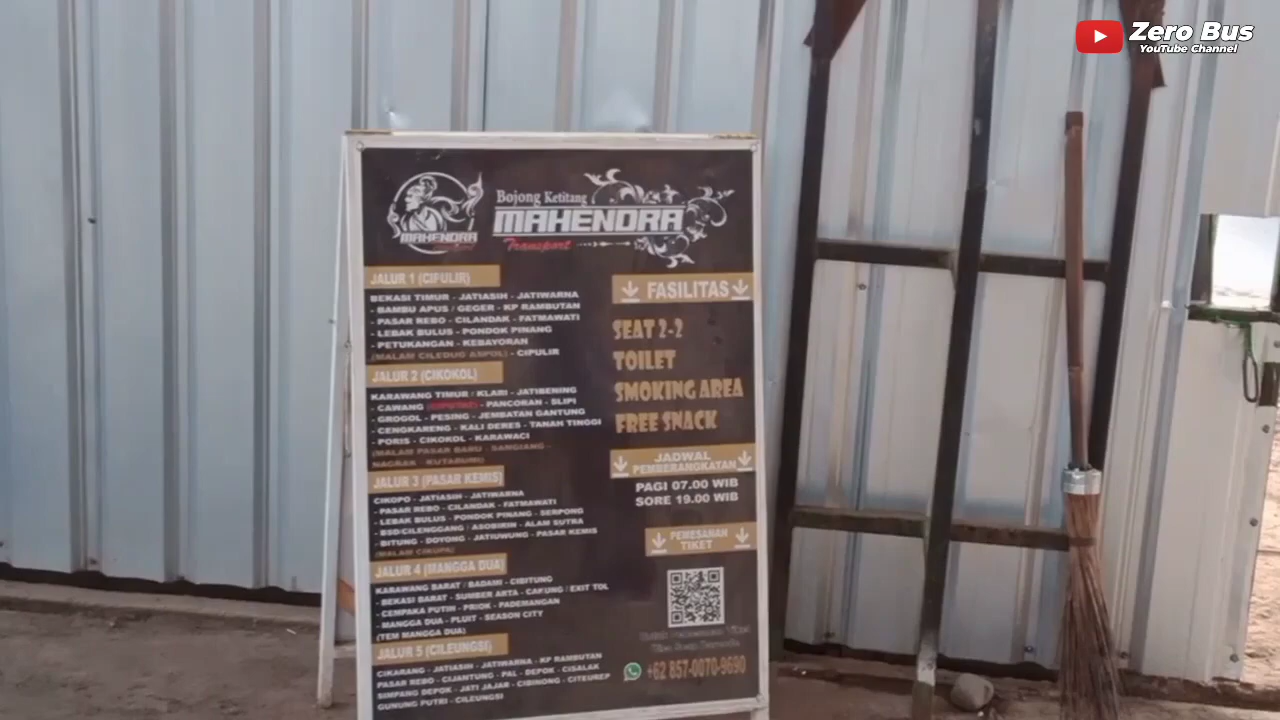 Zero Bus
YouTube Channel
Bojong Ketitang
MAHENDRA
Transport
MAHENDRA
JALUR 1 (CIPULIR)
BEKASI TIMUR - JATIASIH - JATIWARNA
- BAMBU APUS / GEGER - KP RAMBUTAN
- PASAR REBO - CILANDAK - FATMAWATI
- LEBAK BULUS - PONDOK PINANG
- PETUKANGAN - KEBAYORAN
(MALAM CILEDUG ASPOL) - CIPULIR
JALUR 2 (CIKOKOL)
KARAWANG TIMUR / KLARI - JATIBENING
- CAWANG - PANCORAN - SLIPI
- GROGOL - PESING - JEMBATAN GANTUNG
- CENGKARENG - KALI DERES - TANAH TINGGI
- PORIS - CIKOKOL - KARAWACI
(MALAM PASAR BARU - SANGIANG -
NAGRAK - KUTABUMI)
JALUR 3 (PASAR KEMIS)
CIKOPO - JATIASIH - JATIWARNA
- PASAR REBO - CILANDAK - FATMAWATI
- LEBAK BULUS - PONDOK PINANG - SERPONG
- BSD/CILENGGANG / ASOBIRIN - ALAM SUTRA
- BITUNG - DOYONG - JATIUWUNG - PASAR KEMIS
(MALAM CIKUPA)
JALUR 4 (MANGGA DUA)
KARAWANG BARAT / BADAMI - CIBITUNG
- BEKASI BARAT - SUMBER ARTA - CAKUNG / EXIT TOL
- CEMPAKA PUTIH - PRIOK - PADEMANGAN
- MANGGA DUA - PLUIT - SEASON CITY
(TEM MANGGA DUA)
JALUR 5 (CILEUNGSI)
CIKARANG - JATIASIH - JATIWARNA - KP RAMBUTAN
PASAR REBO - CIJANTUNG - PAL - DEPOK - CISALAK
SIMPANG DEPOK - JATI JAJAR - CIBINONG - CITEUREP
GUNUNG PUTRI - CILEUNGSI
FASILITAS
SEAT 2-2
TOILET
SMOKING AREA
FREE SNACK
JADWAL
PEMBERANGKATAN
PAGI 07.00 WIB
SORE 19.00 WIB
PEMESANAN
TIKET
+62 857-0070-9690